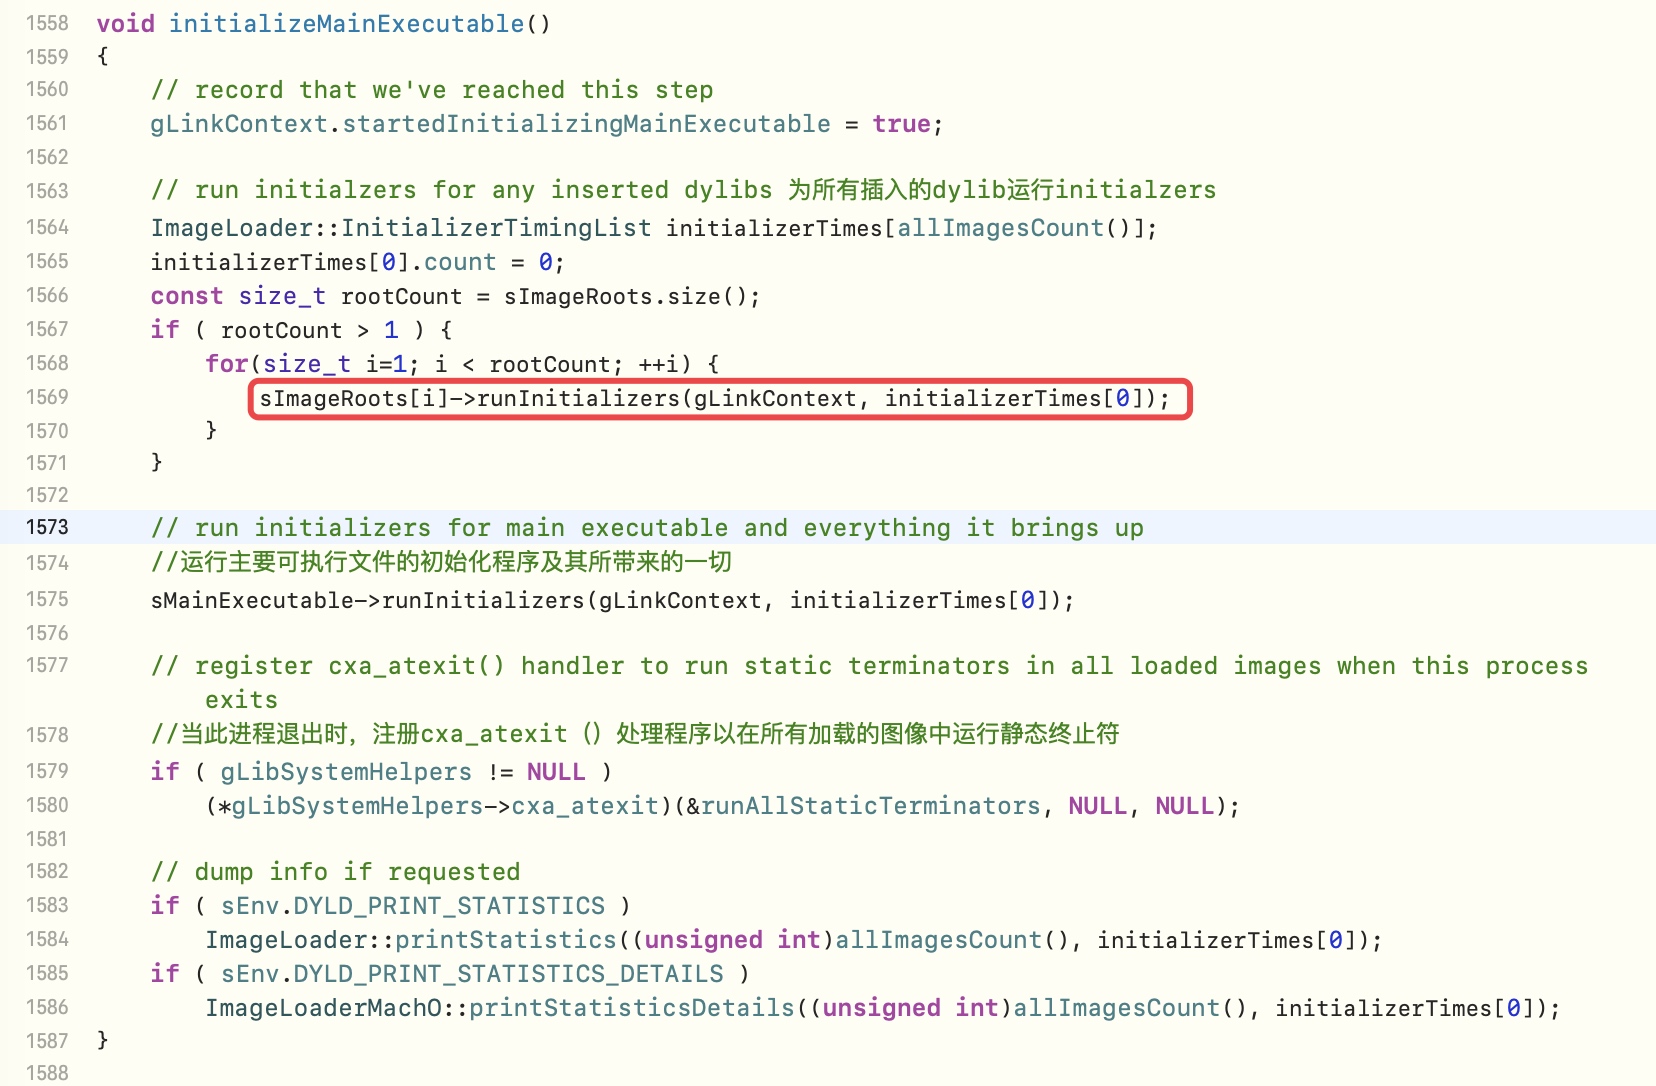 1558 void initializeMainExecutable()
1559 {
1560     // record that we've reached this step
1561     gLinkContext.startedInitializingMainExecutable = true;
1562
1563     // run initialzers for any inserted dylibs 为所有插入的dylib运行initialzers
1564     ImageLoader::InitializerTimingList initializerTimes[allImagesCount()];
1565     initializerTimes[0].count = 0;
1566     const size_t rootCount = sImageRoots.size();
1567     if ( rootCount > 1 ) {
1568         for(size_t i=1; i < rootCount; ++i) {
1569             sImageRoots[i]->runInitializers(gLinkContext, initializerTimes[0]);
1570         }
1571     }
1572
1573     // run initializers for main executable and everything it brings up
1574     //运行主要可执行文件的初始化程序及其所带来的一切
1575     sMainExecutable->runInitializers(gLinkContext, initializerTimes[0]);
1576
1577     // register cxa_atexit() handler to run static terminators in all loaded images when this process
        exits
1578     //当此进程退出时，注册cxa_atexit（）处理程序以在所有加载的图像中运行静态终止符
1579     if ( gLibSystemHelpers != NULL )
1580         (*gLibSystemHelpers->cxa_atexit)(&runAllStaticTerminators, NULL, NULL);
1581
1582     // dump info if requested
1583     if ( sEnv.DYLD_PRINT_STATISTICS )
1584         ImageLoader::printStatistics((unsigned int)allImagesCount(), initializerTimes[0]);
1585     if ( sEnv.DYLD_PRINT_STATISTICS_DETAILS )
1586         ImageLoaderMachO::printStatisticsDetails((unsigned int)allImagesCount(), initializerTimes[0]);
1587 }
1588